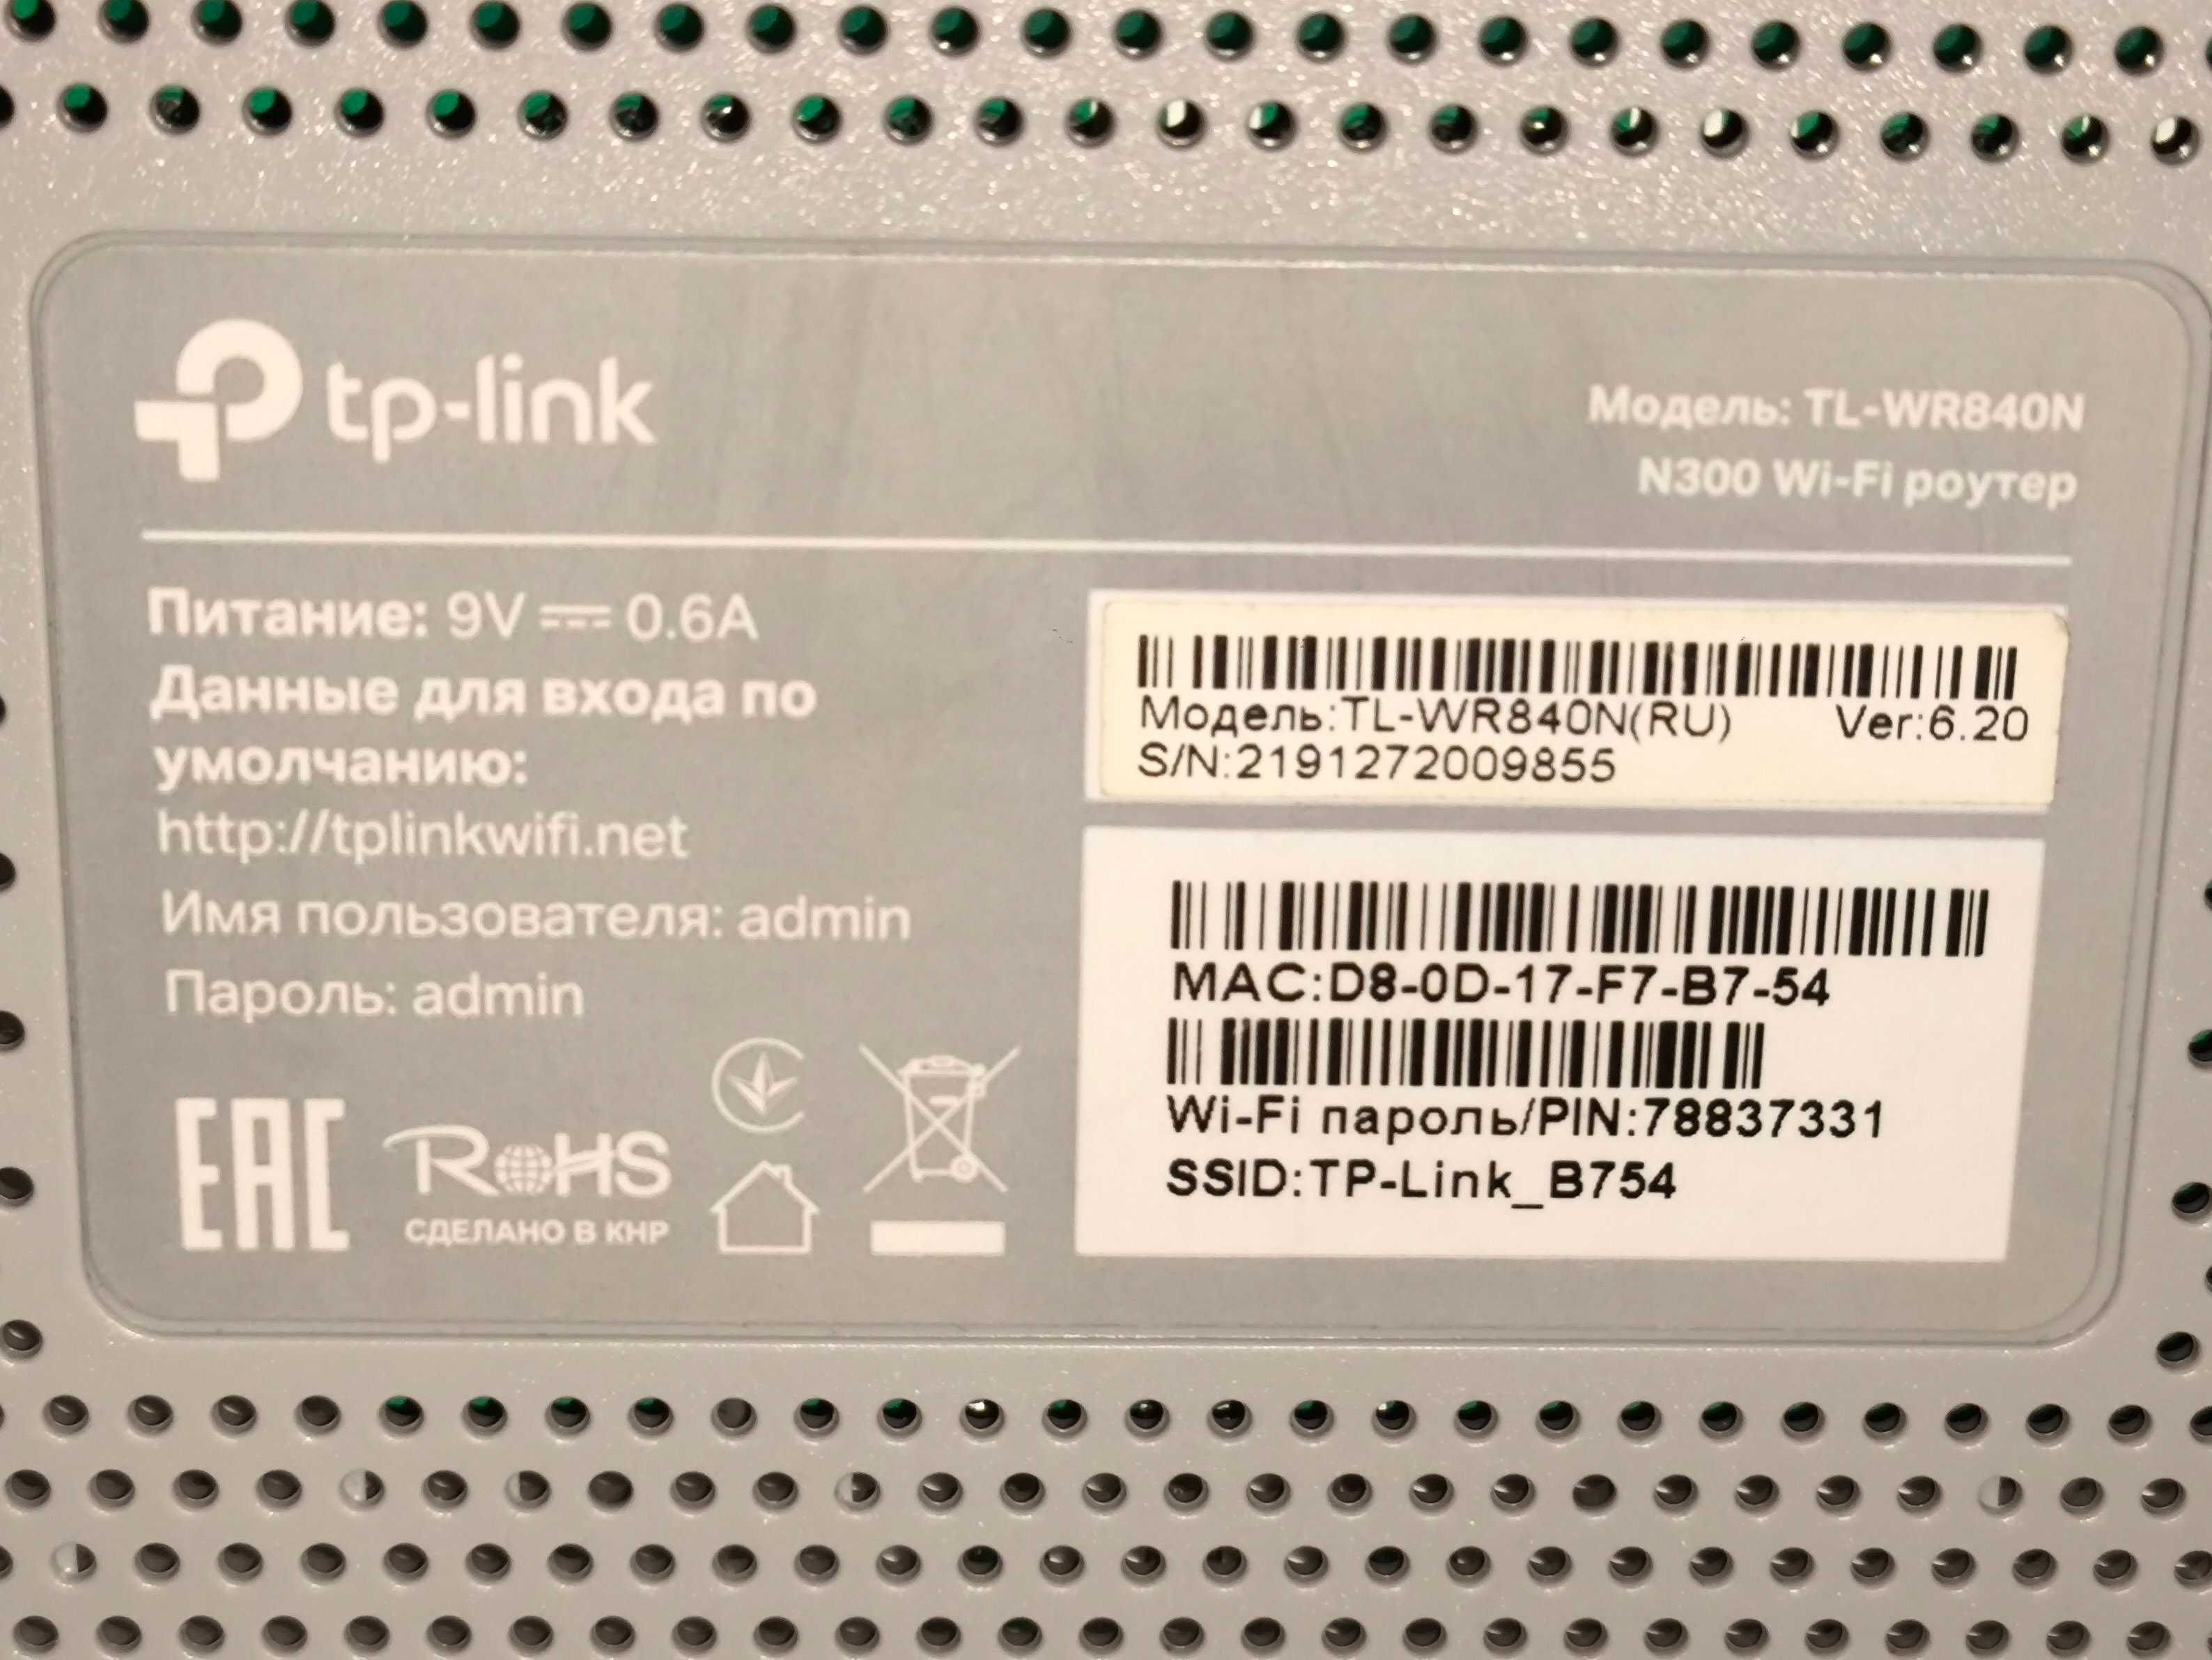 tp-link
Модель: TL-WR840N
N300 Wi-Fi роутер
Питание: 9V ⎓ 0.6A
Данные для входа по
умолчанию:
http://tplinkwifi.net
Имя пользователя: admin
Пароль: admin
EAC
RoHS
СДЕЛАНО В КНР
Модель:TL-WR840N(RU) Ver:6.20
S/N:2191272009855
MAC:D8-0D-17-F7-B7-54
Wi-Fi пароль/PIN:78837331
SSID:TP-Link_B754